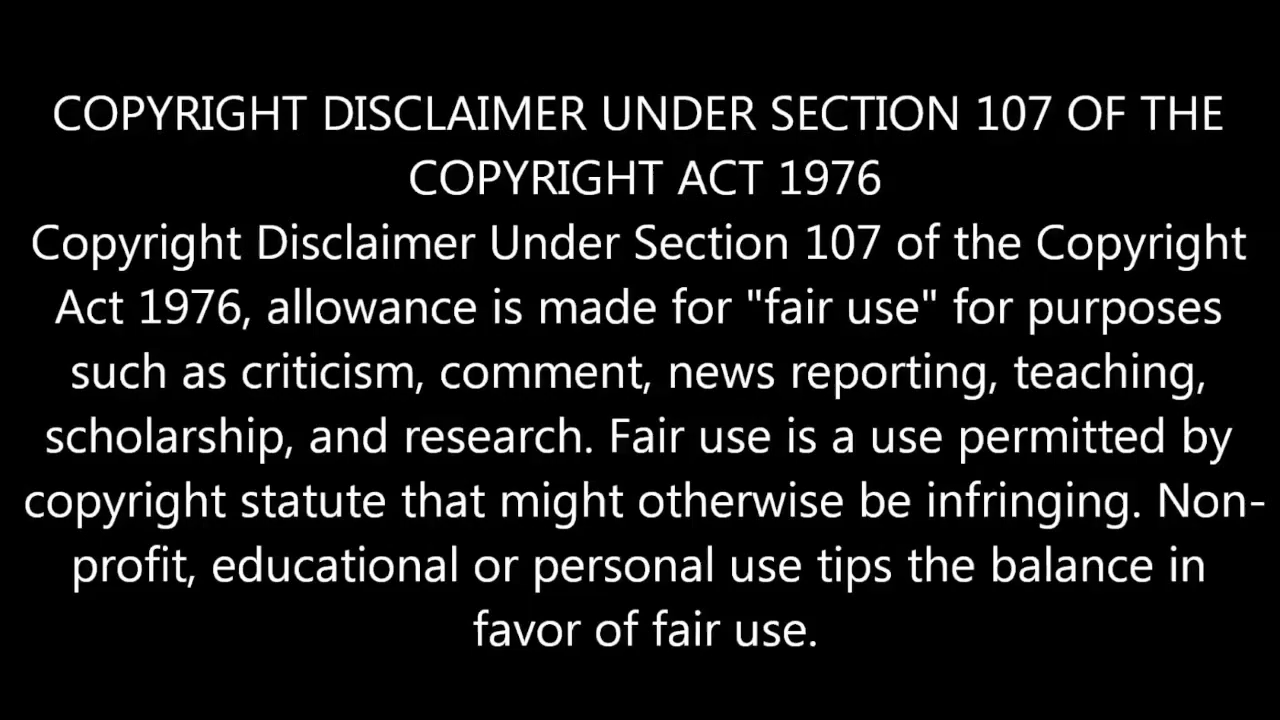 COPYRIGHT DISCLAIMER UNDER SECTION 107 OF THE
COPYRIGHT ACT 1976
Copyright Disclaimer Under Section 107 of the Copyright
Act 1976, allowance is made for "fair use" for purposes
such as criticism, comment, news reporting, teaching,
scholarship, and research. Fair use is a use permitted by
copyright statute that might otherwise be infringing. Non-
profit, educational or personal use tips the balance in
favor of fair use.